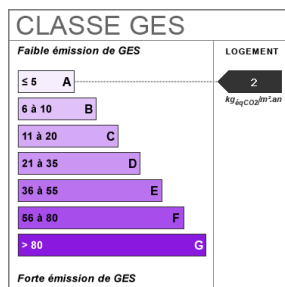 CLASSE GES
Faible émission de GES
LOGEMENT
≤ 5 A
2
kgéqCO2/m².an
6 à 10 B
11 à 20 C
21 à 35 D
36 à 55 E
56 à 80 F
> 80 G
Forte émission de GES